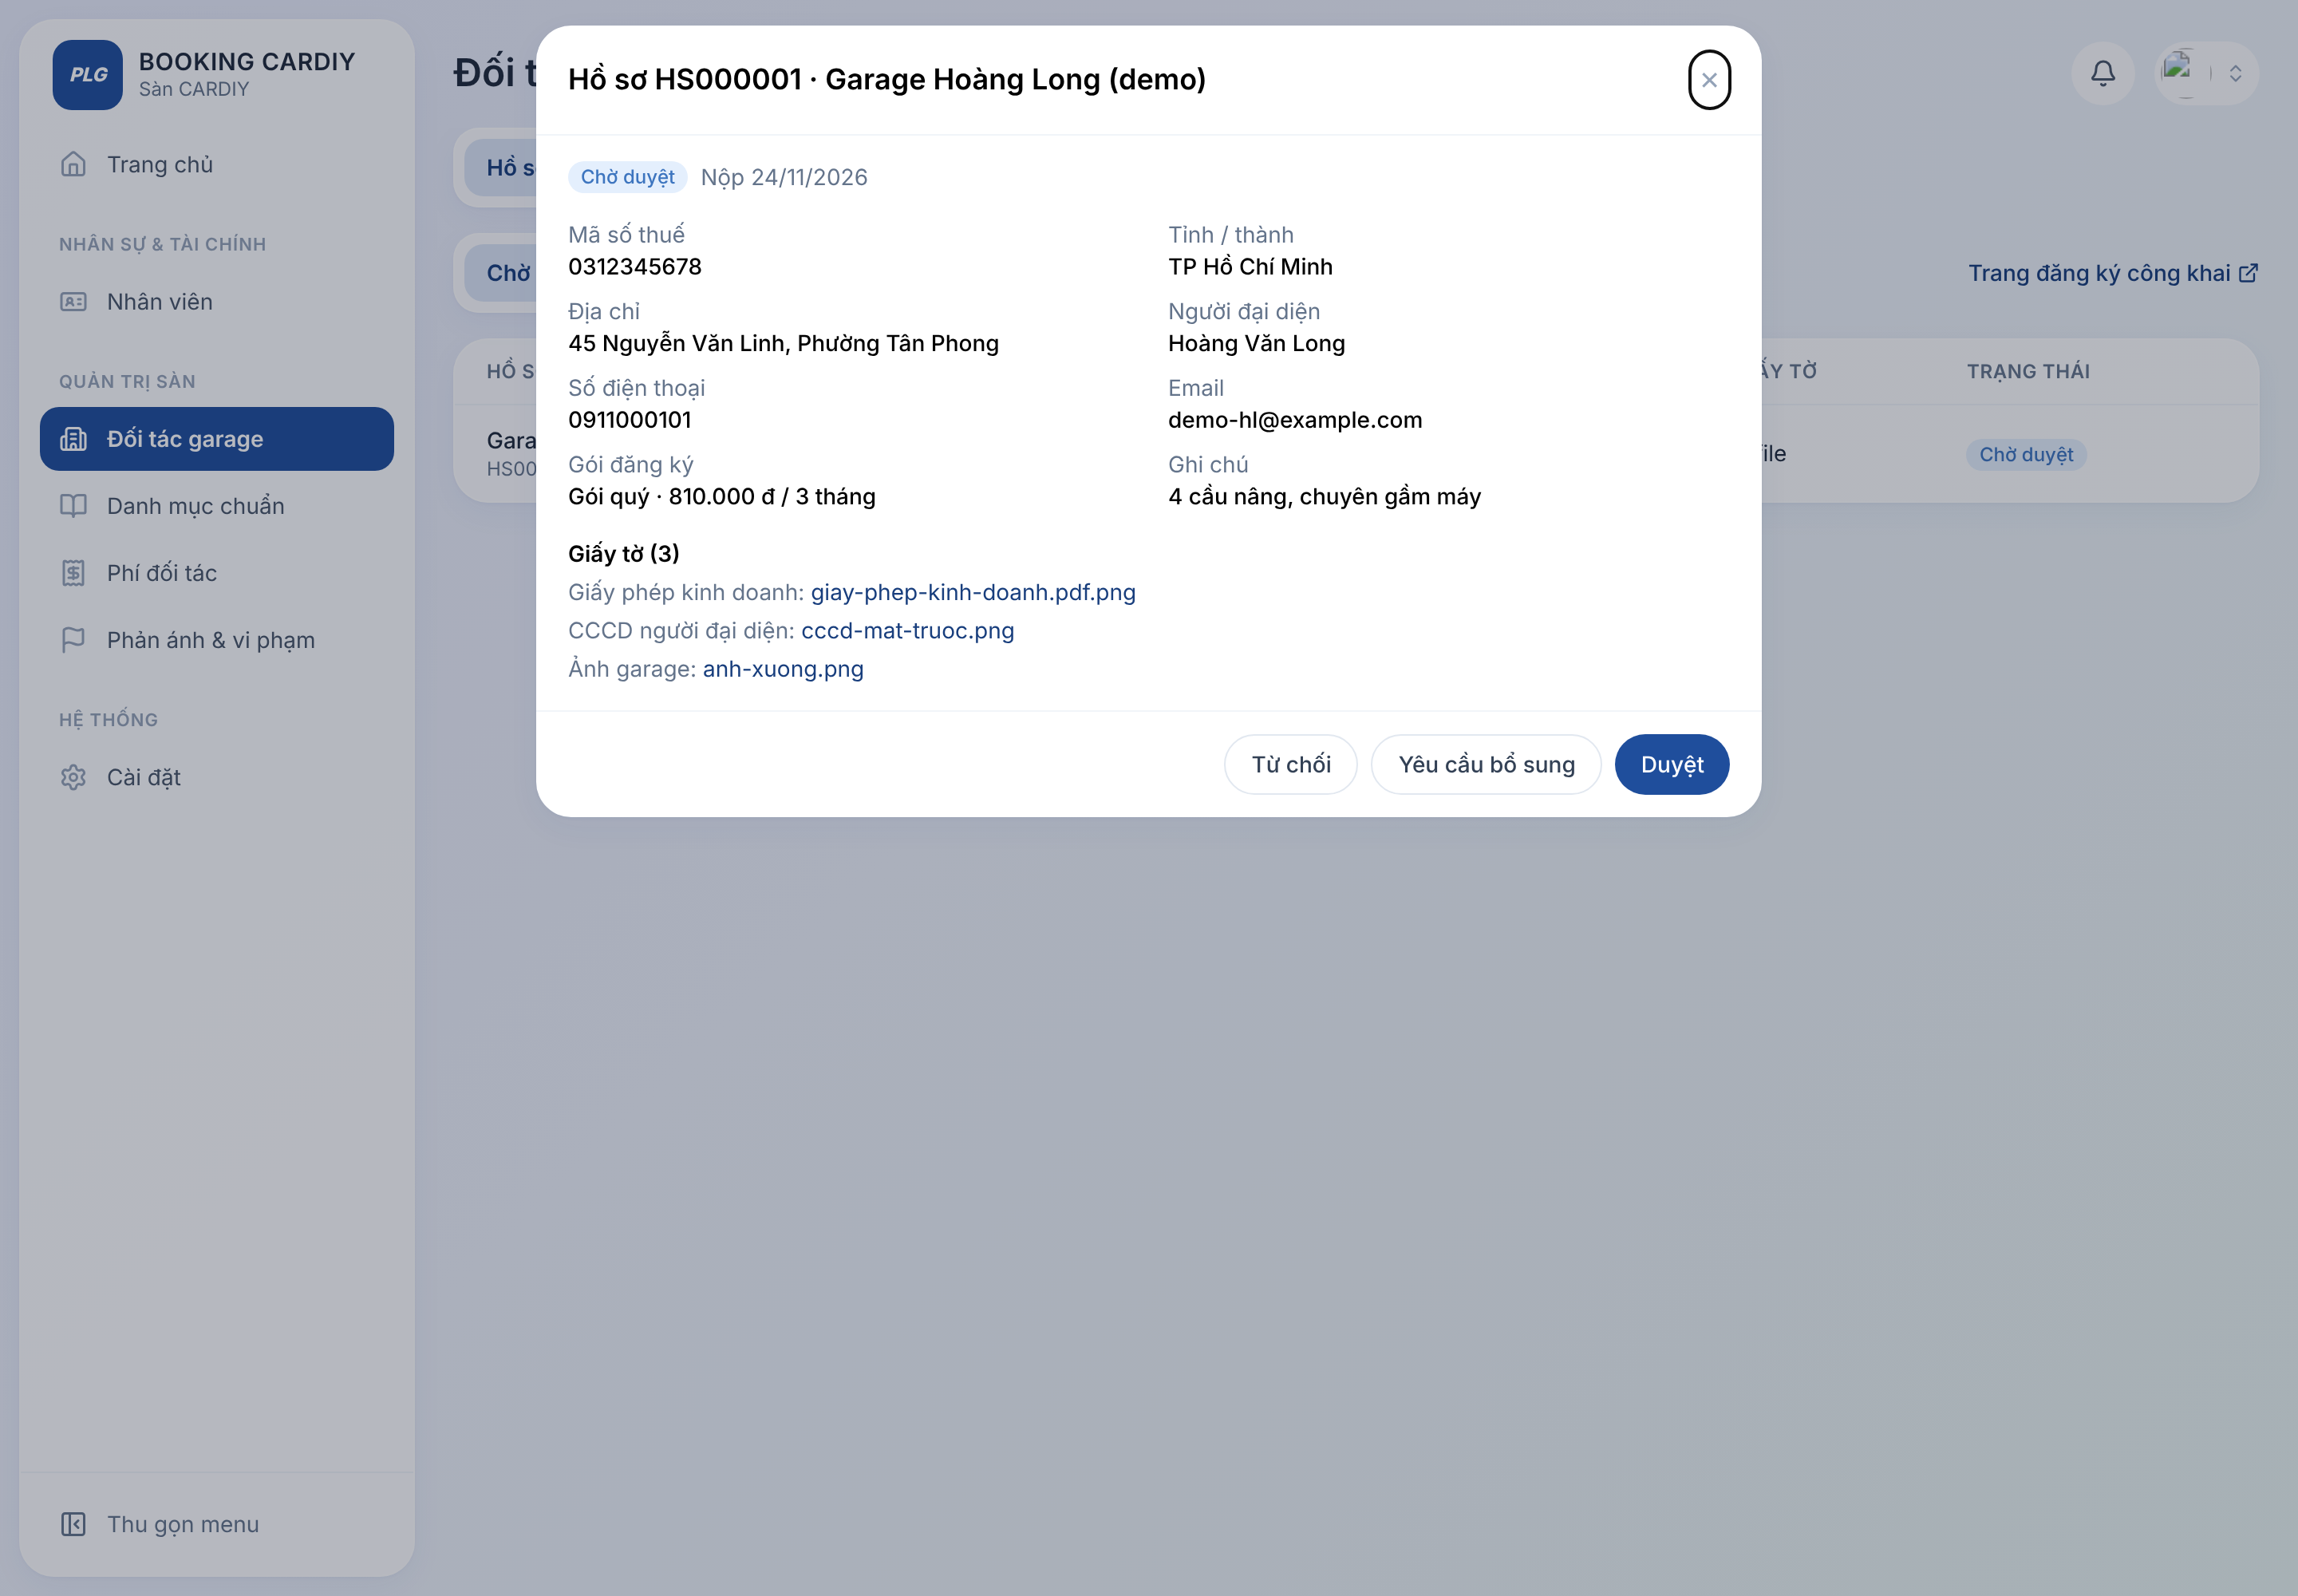 PLG
BOOKING CARDIY
Sàn CARDIY
Trang chủ
NHÂN SỰ & TÀI CHÍNH
Nhân viên
QUẢN TRỊ SÀN
Đối tác garage
Danh mục chuẩn
Phí đối tác
Phản ánh & vi phạm
HỆ THỐNG
Cài đặt
Thu gọn menu
Hồ sơ HS000001 · Garage Hoàng Long (demo)
Chờ duyệt Nộp 24/11/2026
Mã số thuế
0312345678
Tỉnh / thành
TP Hồ Chí Minh
Địa chỉ
45 Nguyễn Văn Linh, Phường Tân Phong
Người đại diện
Hoàng Văn Long
Số điện thoại
0911000101
Email
demo-hl@example.com
Gói đăng ký
Gói quý · 810.000 đ / 3 tháng
Ghi chú
4 cầu nâng, chuyên gầm máy
Giấy tờ (3)
Giấy phép kinh doanh: giay-phep-kinh-doanh.pdf.png
CCCD người đại diện: cccd-mat-truoc.png
Ảnh garage: anh-xuong.png
Từ chối
Yêu cầu bổ sung
Duyệt
Trang đăng ký công khai
Chờ
TỜ
TRẠNG THÁI
Chờ duyệt